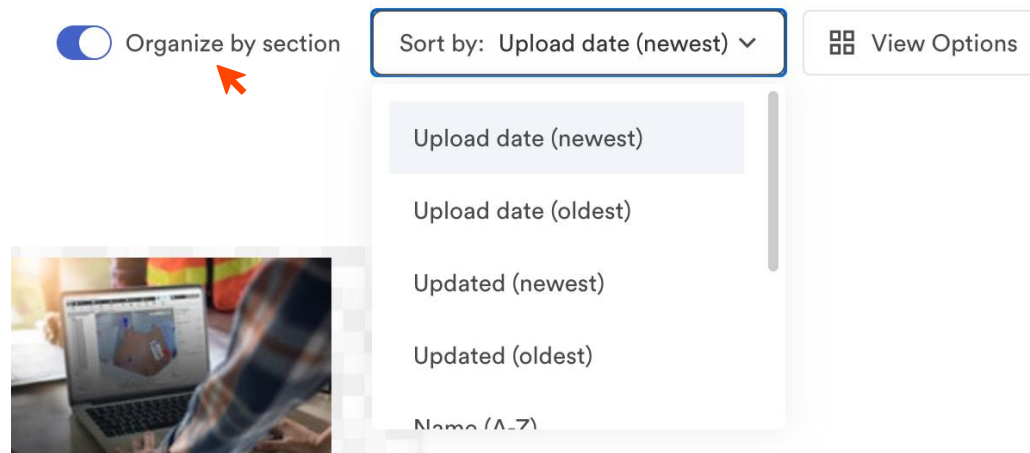 Organize by section
Sort by: Upload date (newest)
View Options
Upload date (newest)
Upload date (oldest)
Updated (newest)
Updated (oldest)
Name (A-Z)